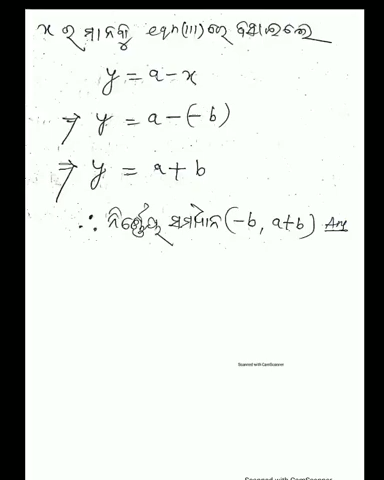 x ର ମାନକୁ eqn(III)ରେ ବସାଇଲେ
y = a - x
⇒ y = a - (-b)
⇒ y = a + b
∴ ନିର୍ଣ୍ଣେୟ ସମାଧାନ (-b, a+b) Ans
Scanned with CamScanner
Scanned with CamScanner